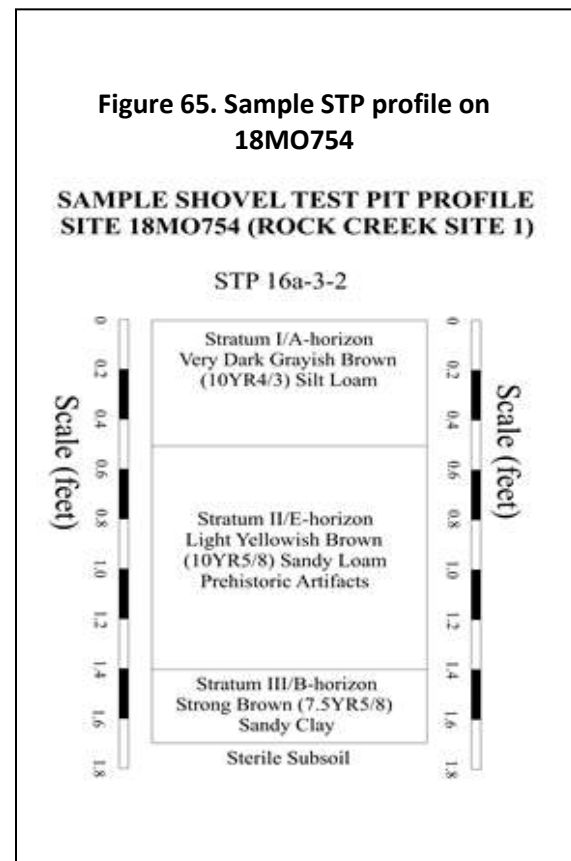 Figure 65. Sample STP profile on
18MO754
SAMPLE SHOVEL TEST PIT PROFILE
SITE 18MO754 (ROCK CREEK SITE 1)
STP 16a-3-2
Scale (feet)
0
0.2
0.4
0.6
0.8
1.0
1.2
1.4
1.6
1.8
Stratum I/A-horizon
Very Dark Grayish Brown
(10YR4/3) Silt Loam
Stratum II/E-horizon
Light Yellowish Brown
(10YR5/8) Sandy Loam
Prehistoric Artifacts
Stratum III/B-horizon
Strong Brown (7.5YR5/8)
Sandy Clay
Sterile Subsoil
0
0.2
0.4
0.6
0.8
1.0
1.2
1.4
1.6
1.8
Scale (feet)